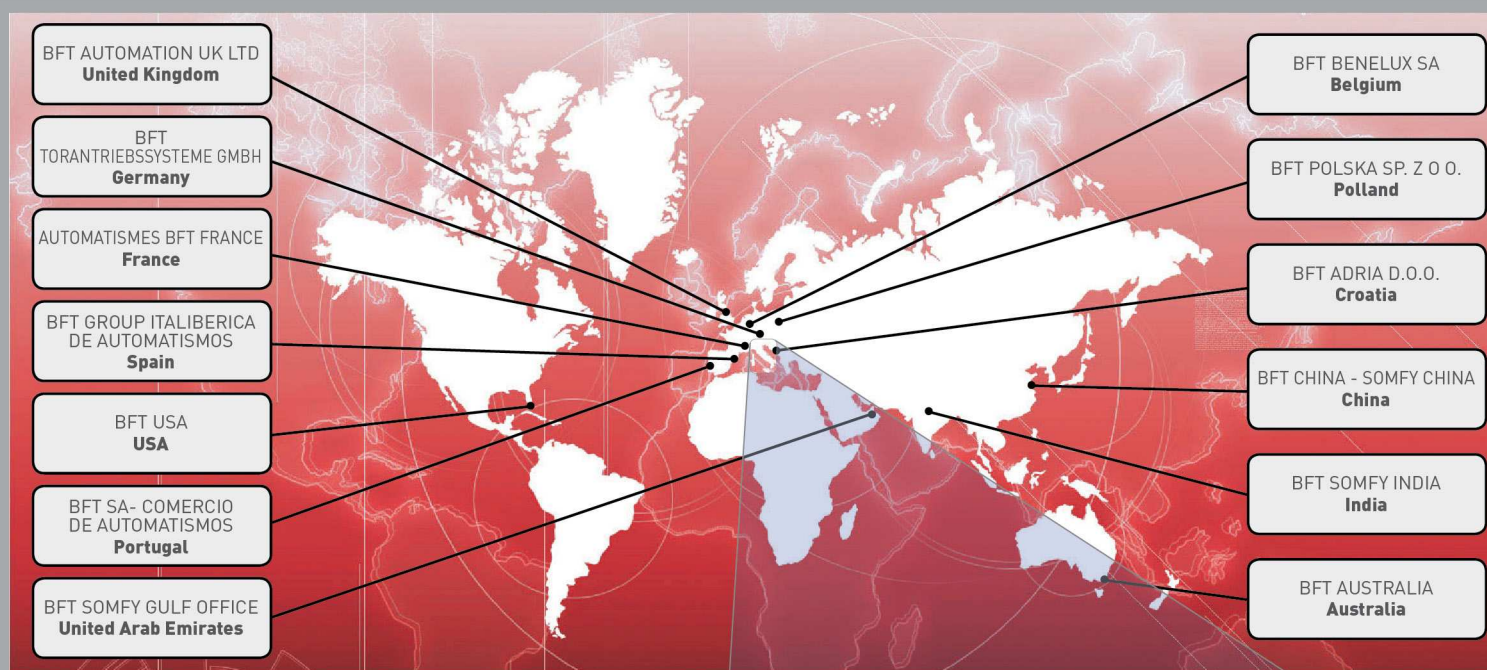 BFT AUTOMATION UK LTD
United Kingdom
BFT
TORANTRIEBSSYSTEME GMBH
Germany
AUTOMATISMES BFT FRANCE
France
BFT GROUP ITALIBERICA
DE AUTOMATISMOS
Spain
BFT USA
USA
BFT SA- COMERCIO
DE AUTOMATISMOS
Portugal
BFT SOMFY GULF OFFICE
United Arab Emirates
BFT BENELUX SA
Belgium
BFT POLSKA SP. Z O O.
Polland
BFT ADRIA D.O.O.
Croatia
BFT CHINA - SOMFY CHINA
China
BFT SOMFY INDIA
India
BFT AUSTRALIA
Australia